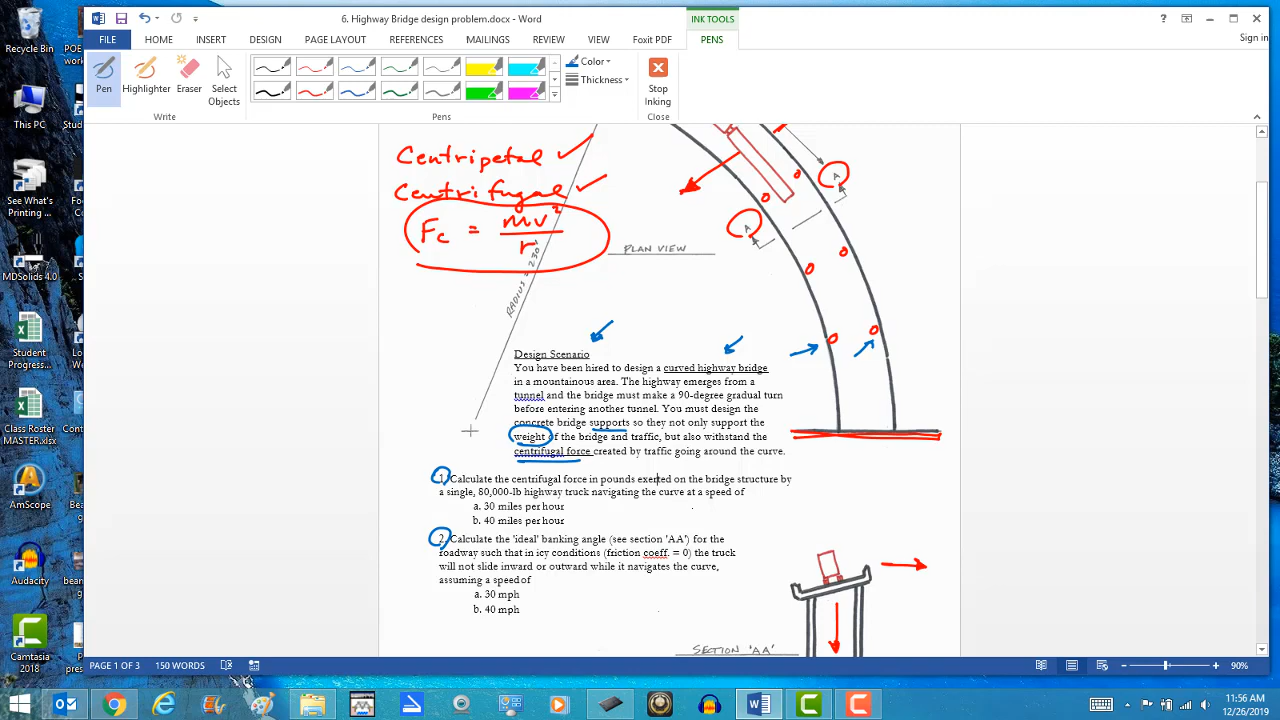 6. Highway Bridge design problem.docx - Word
INK TOOLS
Sign in
FILE HOME INSERT DESIGN PAGE LAYOUT REFERENCES MAILINGS REVIEW VIEW Foxit PDF PENS
Pen Highlighter Eraser Select Objects
Color
Thickness
Stop Inking
Write Pens Close
Recycle Bin
This PC
See What's Printed -...
MDSolids 4.0
Student Progress...
Class Roster MASTER.xlsx
AmScope
Audacity
Camtasia 2018
Centripetal
Centrifugal
Fc = mv²/r
A
A
PLAN VIEW
RADIUS = 230'
Design Scenario
You have been hired to design a curved highway bridge
in a mountainous area. The highway emerges from a
tunnel and the bridge must make a 90-degree gradual turn
before entering another tunnel. You must design the
concrete bridge supports so they not only support the
weight of the bridge and traffic, but also withstand the
centrifugal force created by traffic going around the curve.
1. Calculate the centrifugal force in pounds exerted on the bridge structure by
a single, 80,000-lb highway truck navigating the curve at a speed of
a. 30 miles per hour
b. 40 miles per hour
2. Calculate the 'ideal' banking angle (see section 'AA') for the
roadway such that in icy conditions (friction coeff. = 0) the truck
will not slide inward or outward while it navigates the curve,
assuming a speed of
a. 30 mph
b. 40 mph
SECTION 'AA'
PAGE 1 OF 3 150 WORDS
90%
11:56 AM
12/26/2019